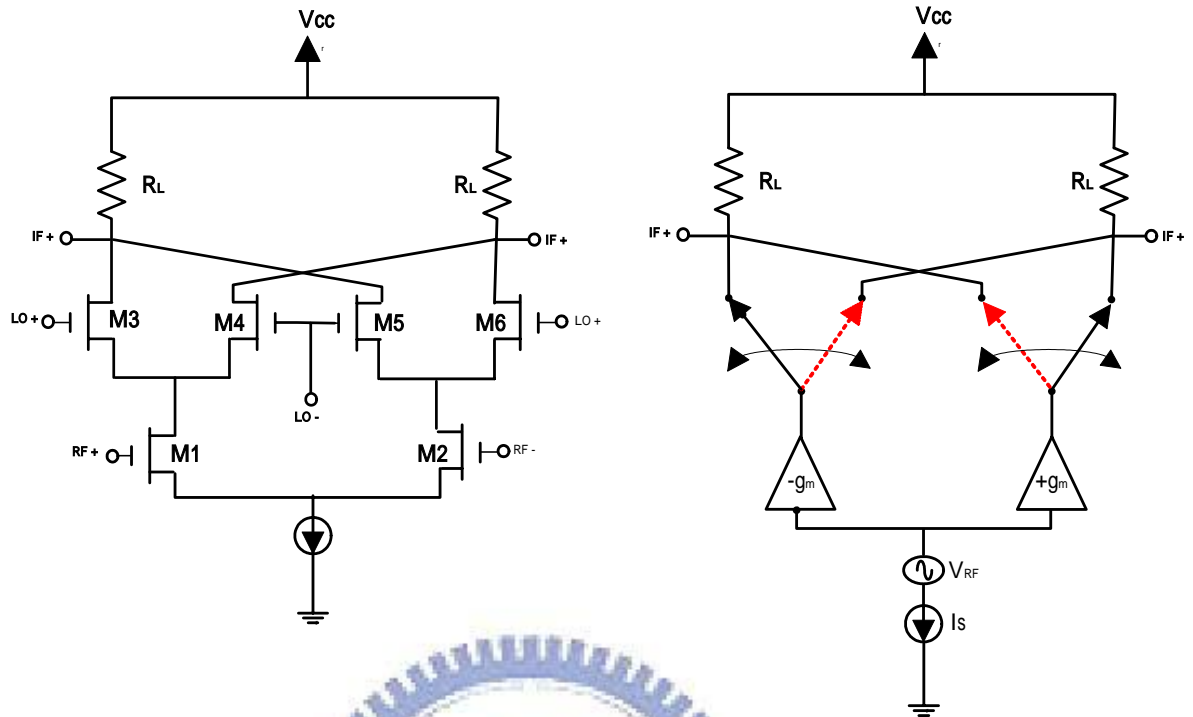 Vcc
r
RL
RL
IF +
IF +
LO +
M3
M4
M5
M6
LO +
LO -
RF +
M1
M2
RF -
Vcc
r
RL
RL
IF +
IF +
-gm
+gm
VRF
Is